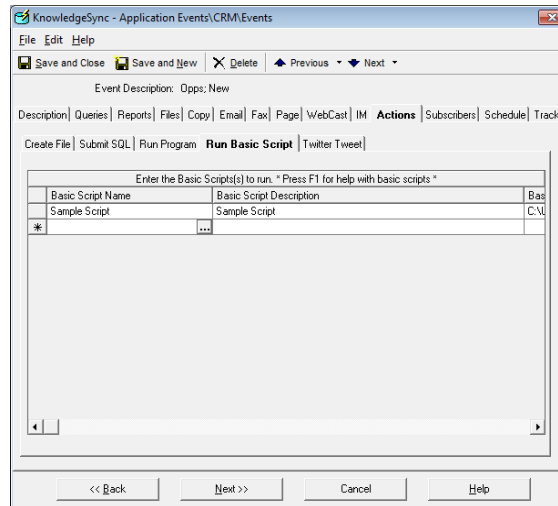 KnowledgeSync - Application Events\CRM\Events
File Edit Help
Save and Close Save and New Delete Previous Next
Event Description: Opps; New
Description Queries Reports Files Copy Email Fax Page WebCast IM Actions Subscribers Schedule Track
Create File Submit SQL Run Program Run Basic Script Twitter Tweet
Enter the Basic Scripts(s) to run. * Press F1 for help with basic scripts *
Basic Script Name Basic Script Description Bas
Sample Script Sample Script C:\U
* ...
<< Back Next >> Cancel Help